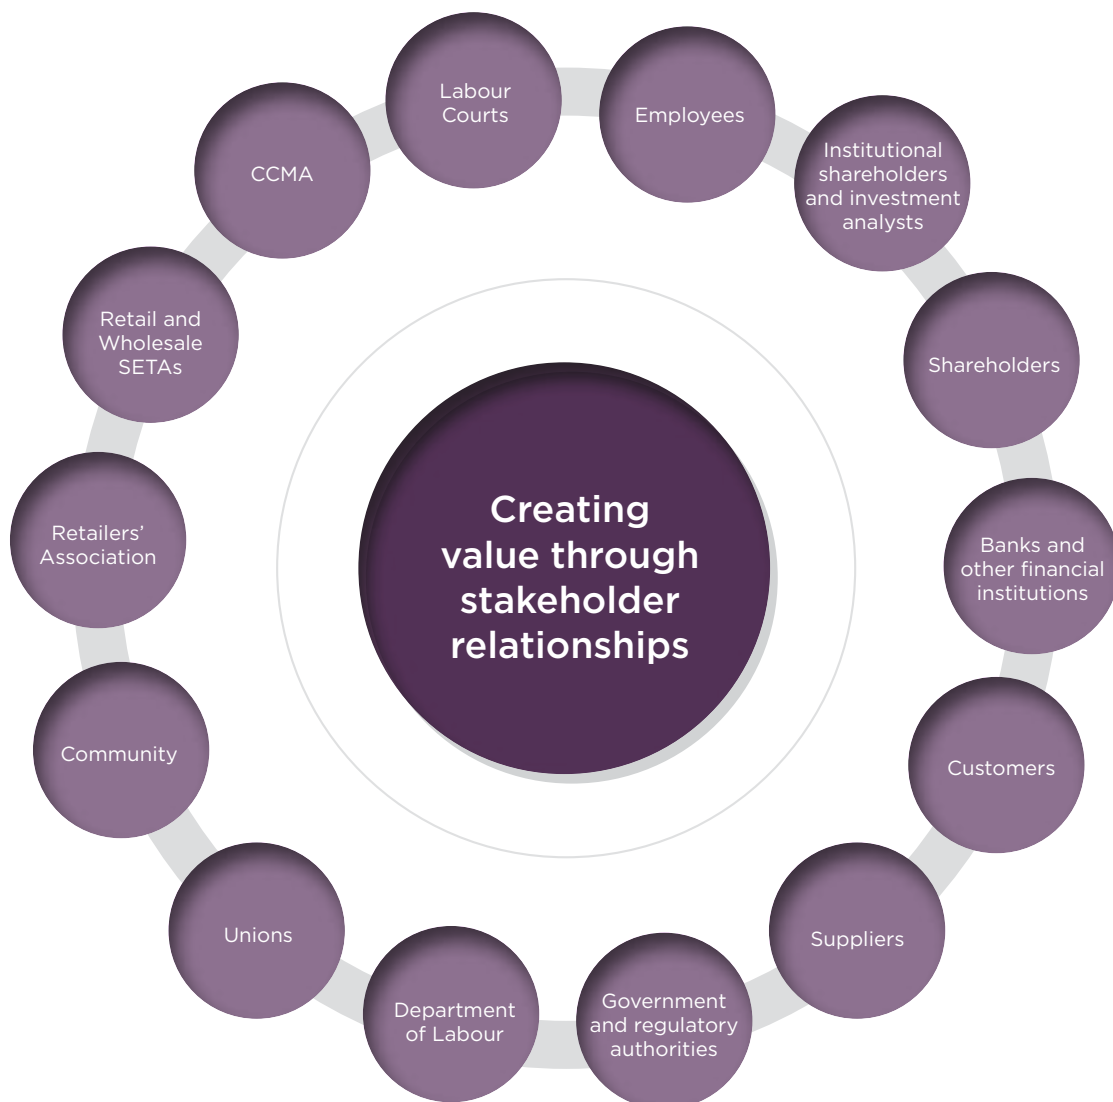 Labour
Courts
Employees
Institutional
shareholders
and investment
analysts
Shareholders
Banks and
other financial
institutions
Customers
Suppliers
Government
and regulatory
authorities
Department
of Labour
Unions
Community
Retailers’
Association
Retail and
Wholesale
SETAs
CCMA
Creating
value through
stakeholder
relationships